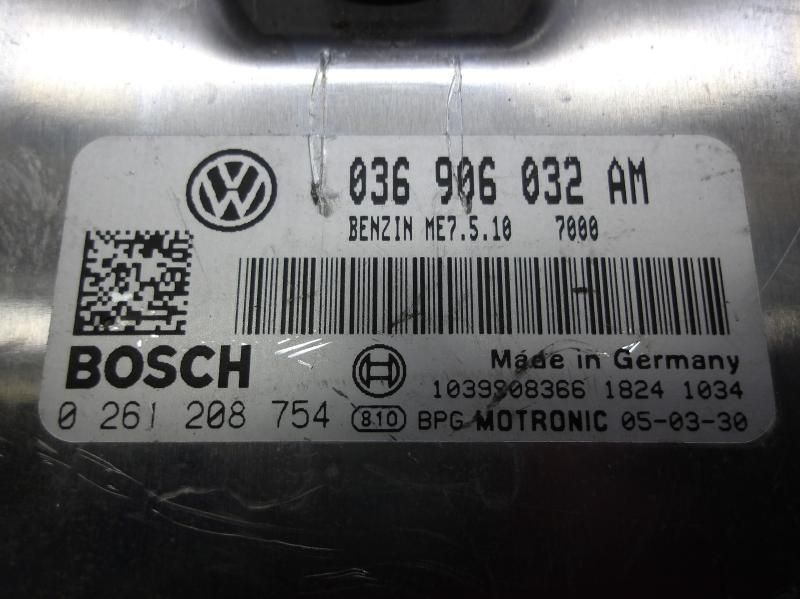 036 906 032 AM
BENZIN ME7.5.10 7000
BOSCH
Made in Germany
1039S08366 1824 1034
0 261 208 754 810 BPG MOTRONIC 05-03-30